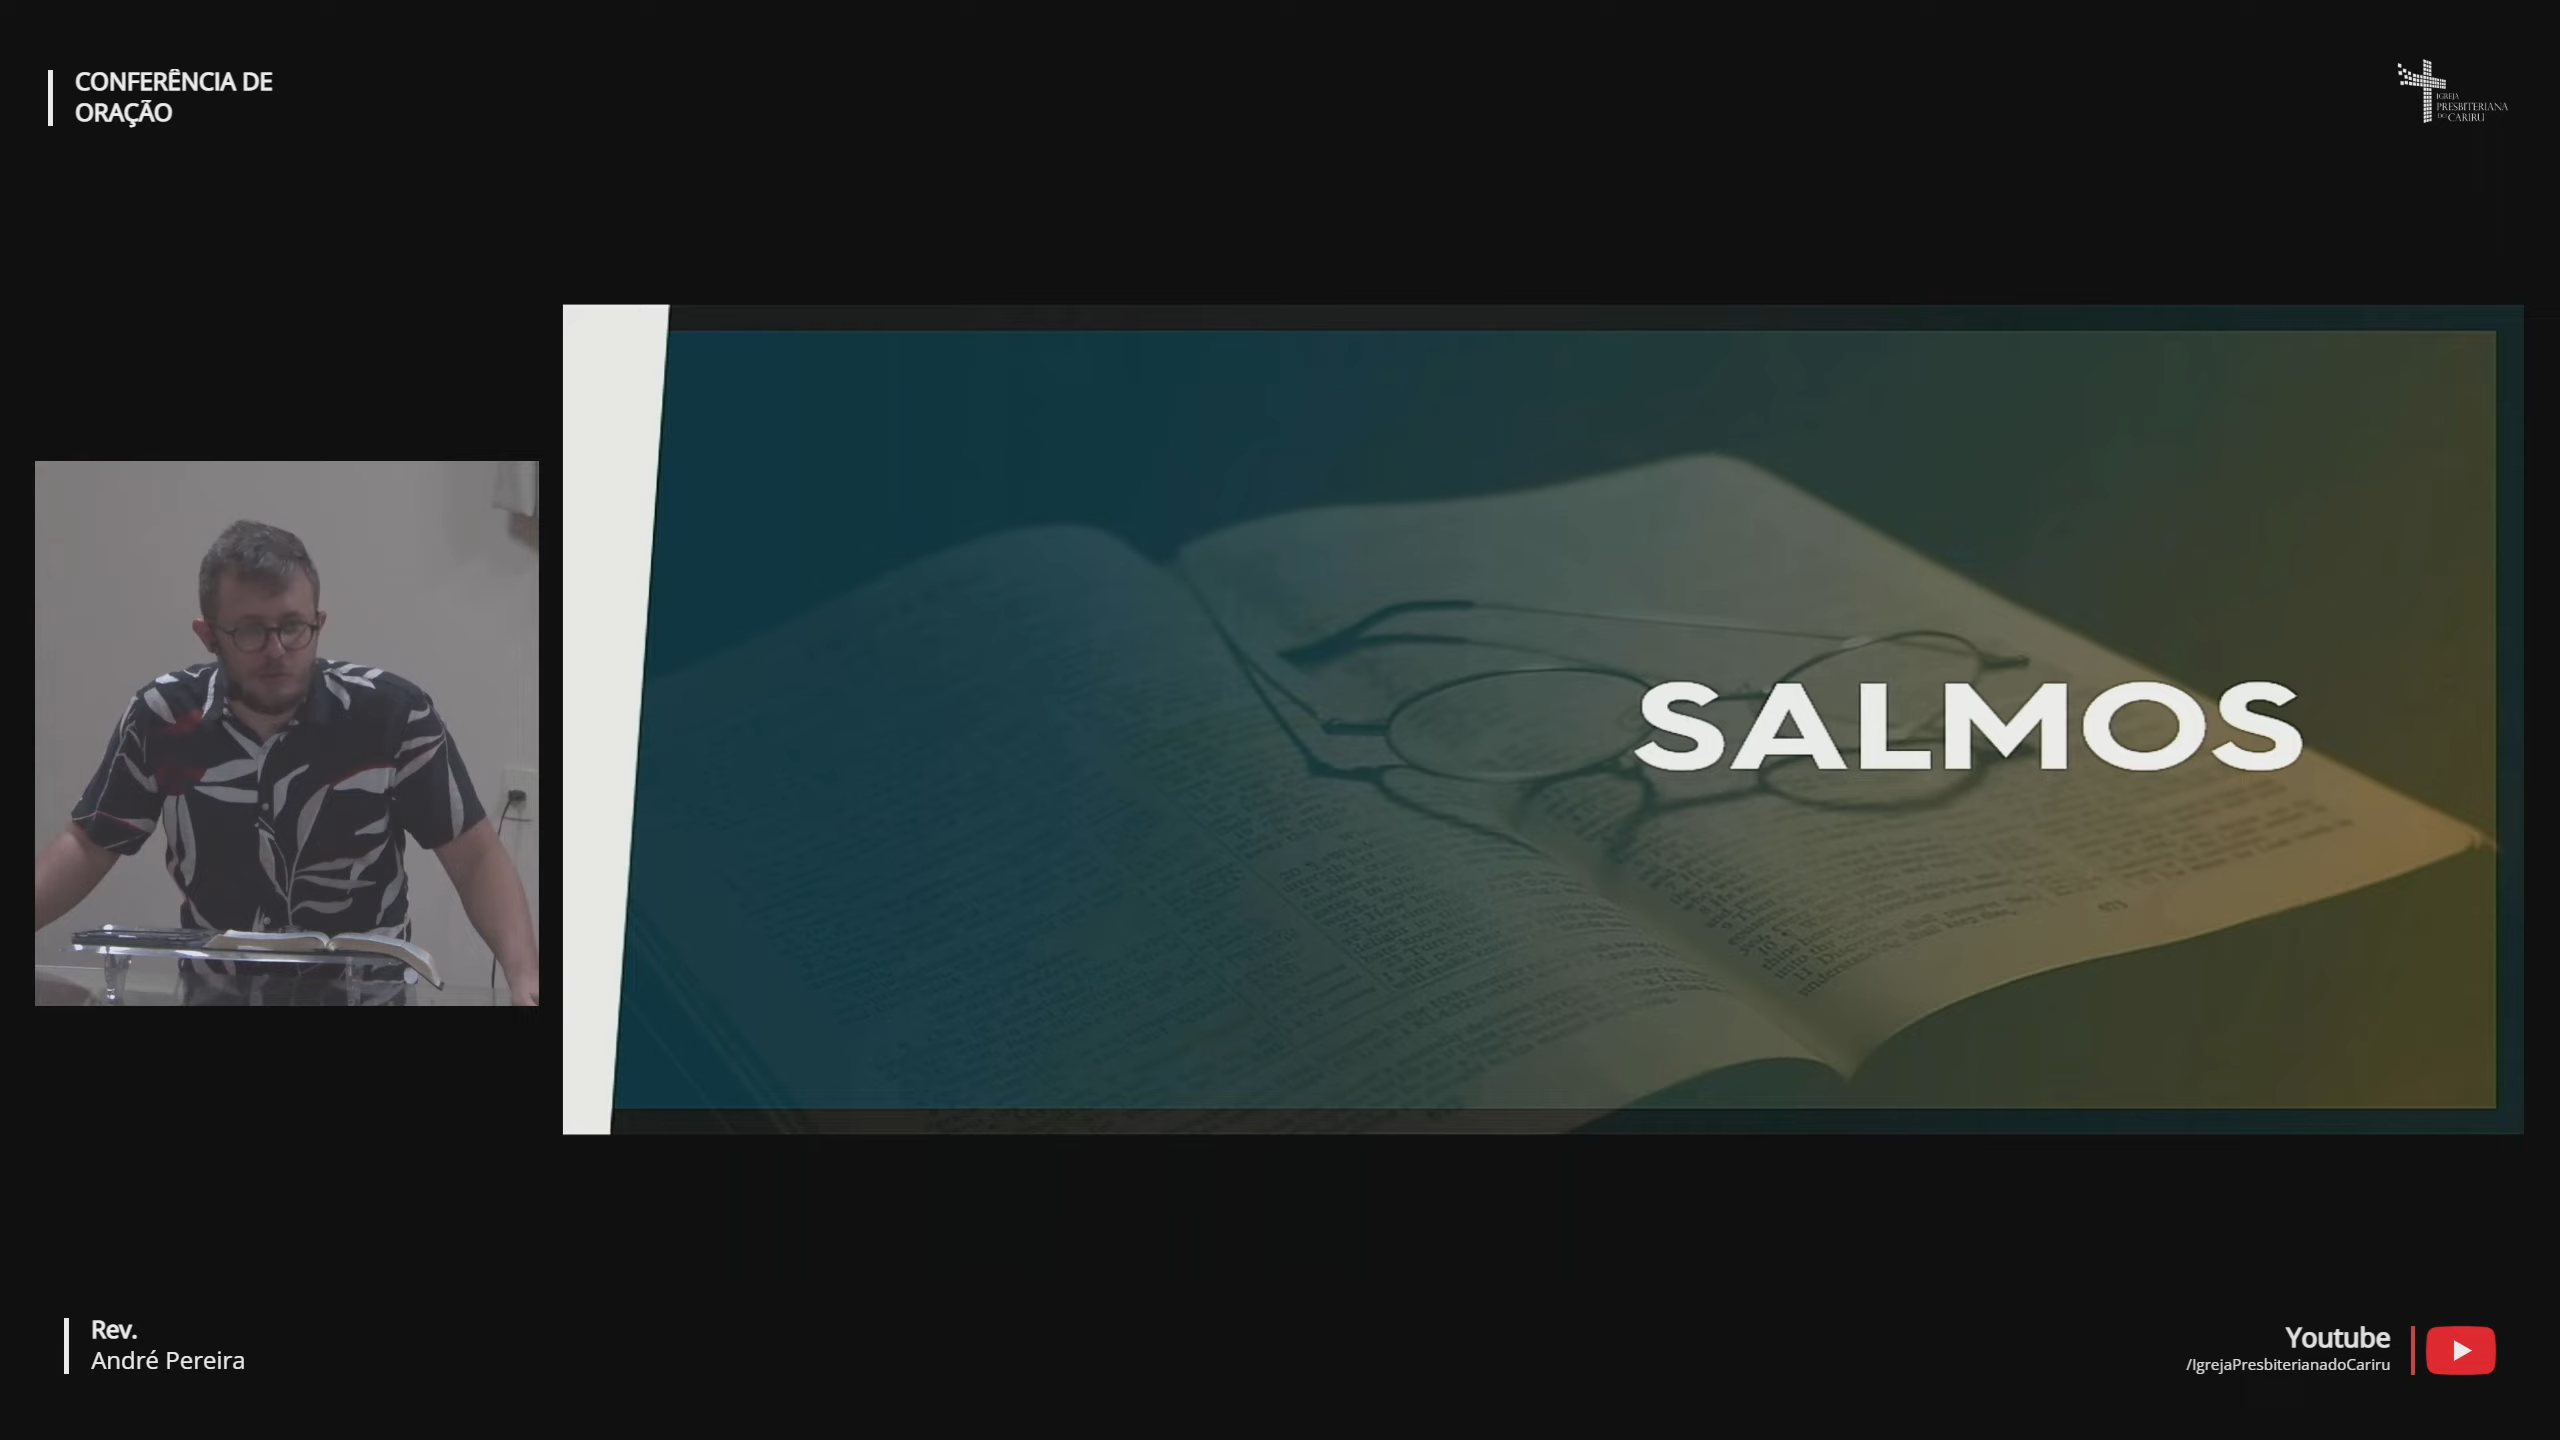 CONFERÊNCIA DE
ORAÇÃO
IGREJA
PRESBITERIANA
DO CARIRU
SALMOS
Rev.
André Pereira
Youtube
/IgrejaPresbiterianadoCariru